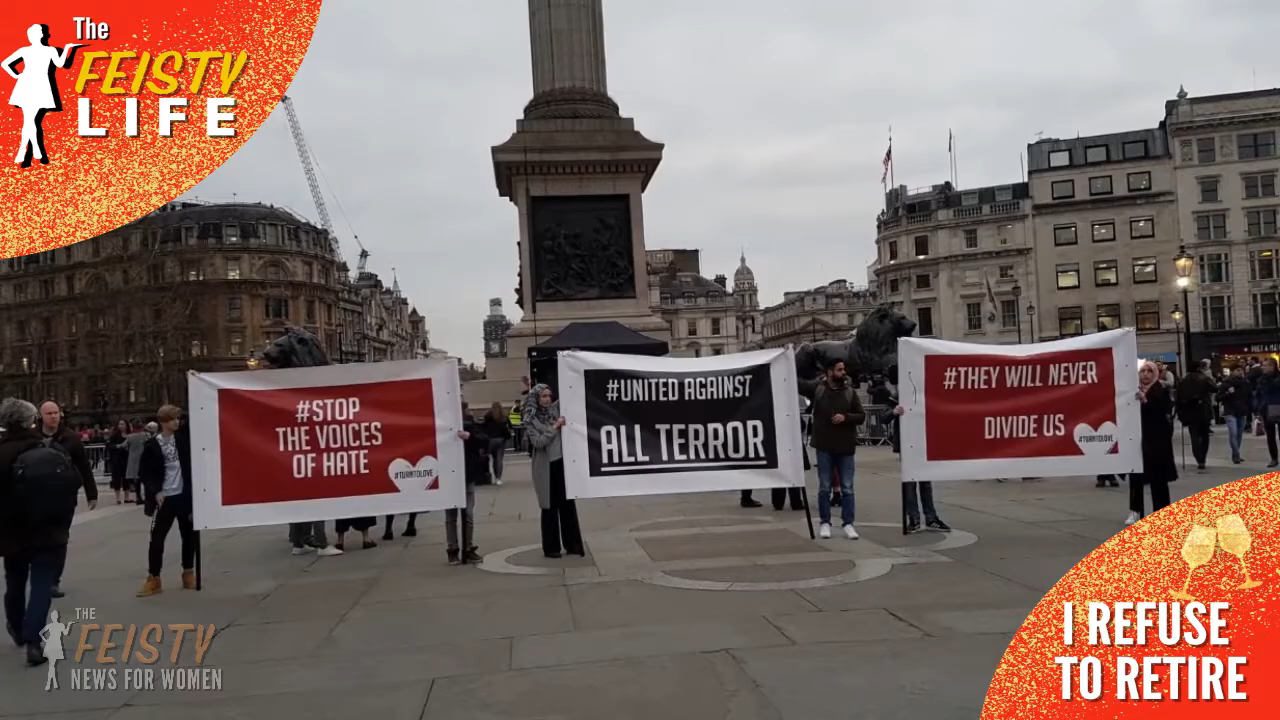 The
FEISTY
LIFE
#STOP
THE VOICES
OF HATE
#TURNTOLOVE
#UNITED AGAINST
ALL TERROR
#THEY WILL NEVER
DIVIDE US
#TURNTOLOVE
THE
FEISTY
NEWS FOR WOMEN
I REFUSE
TO RETIRE